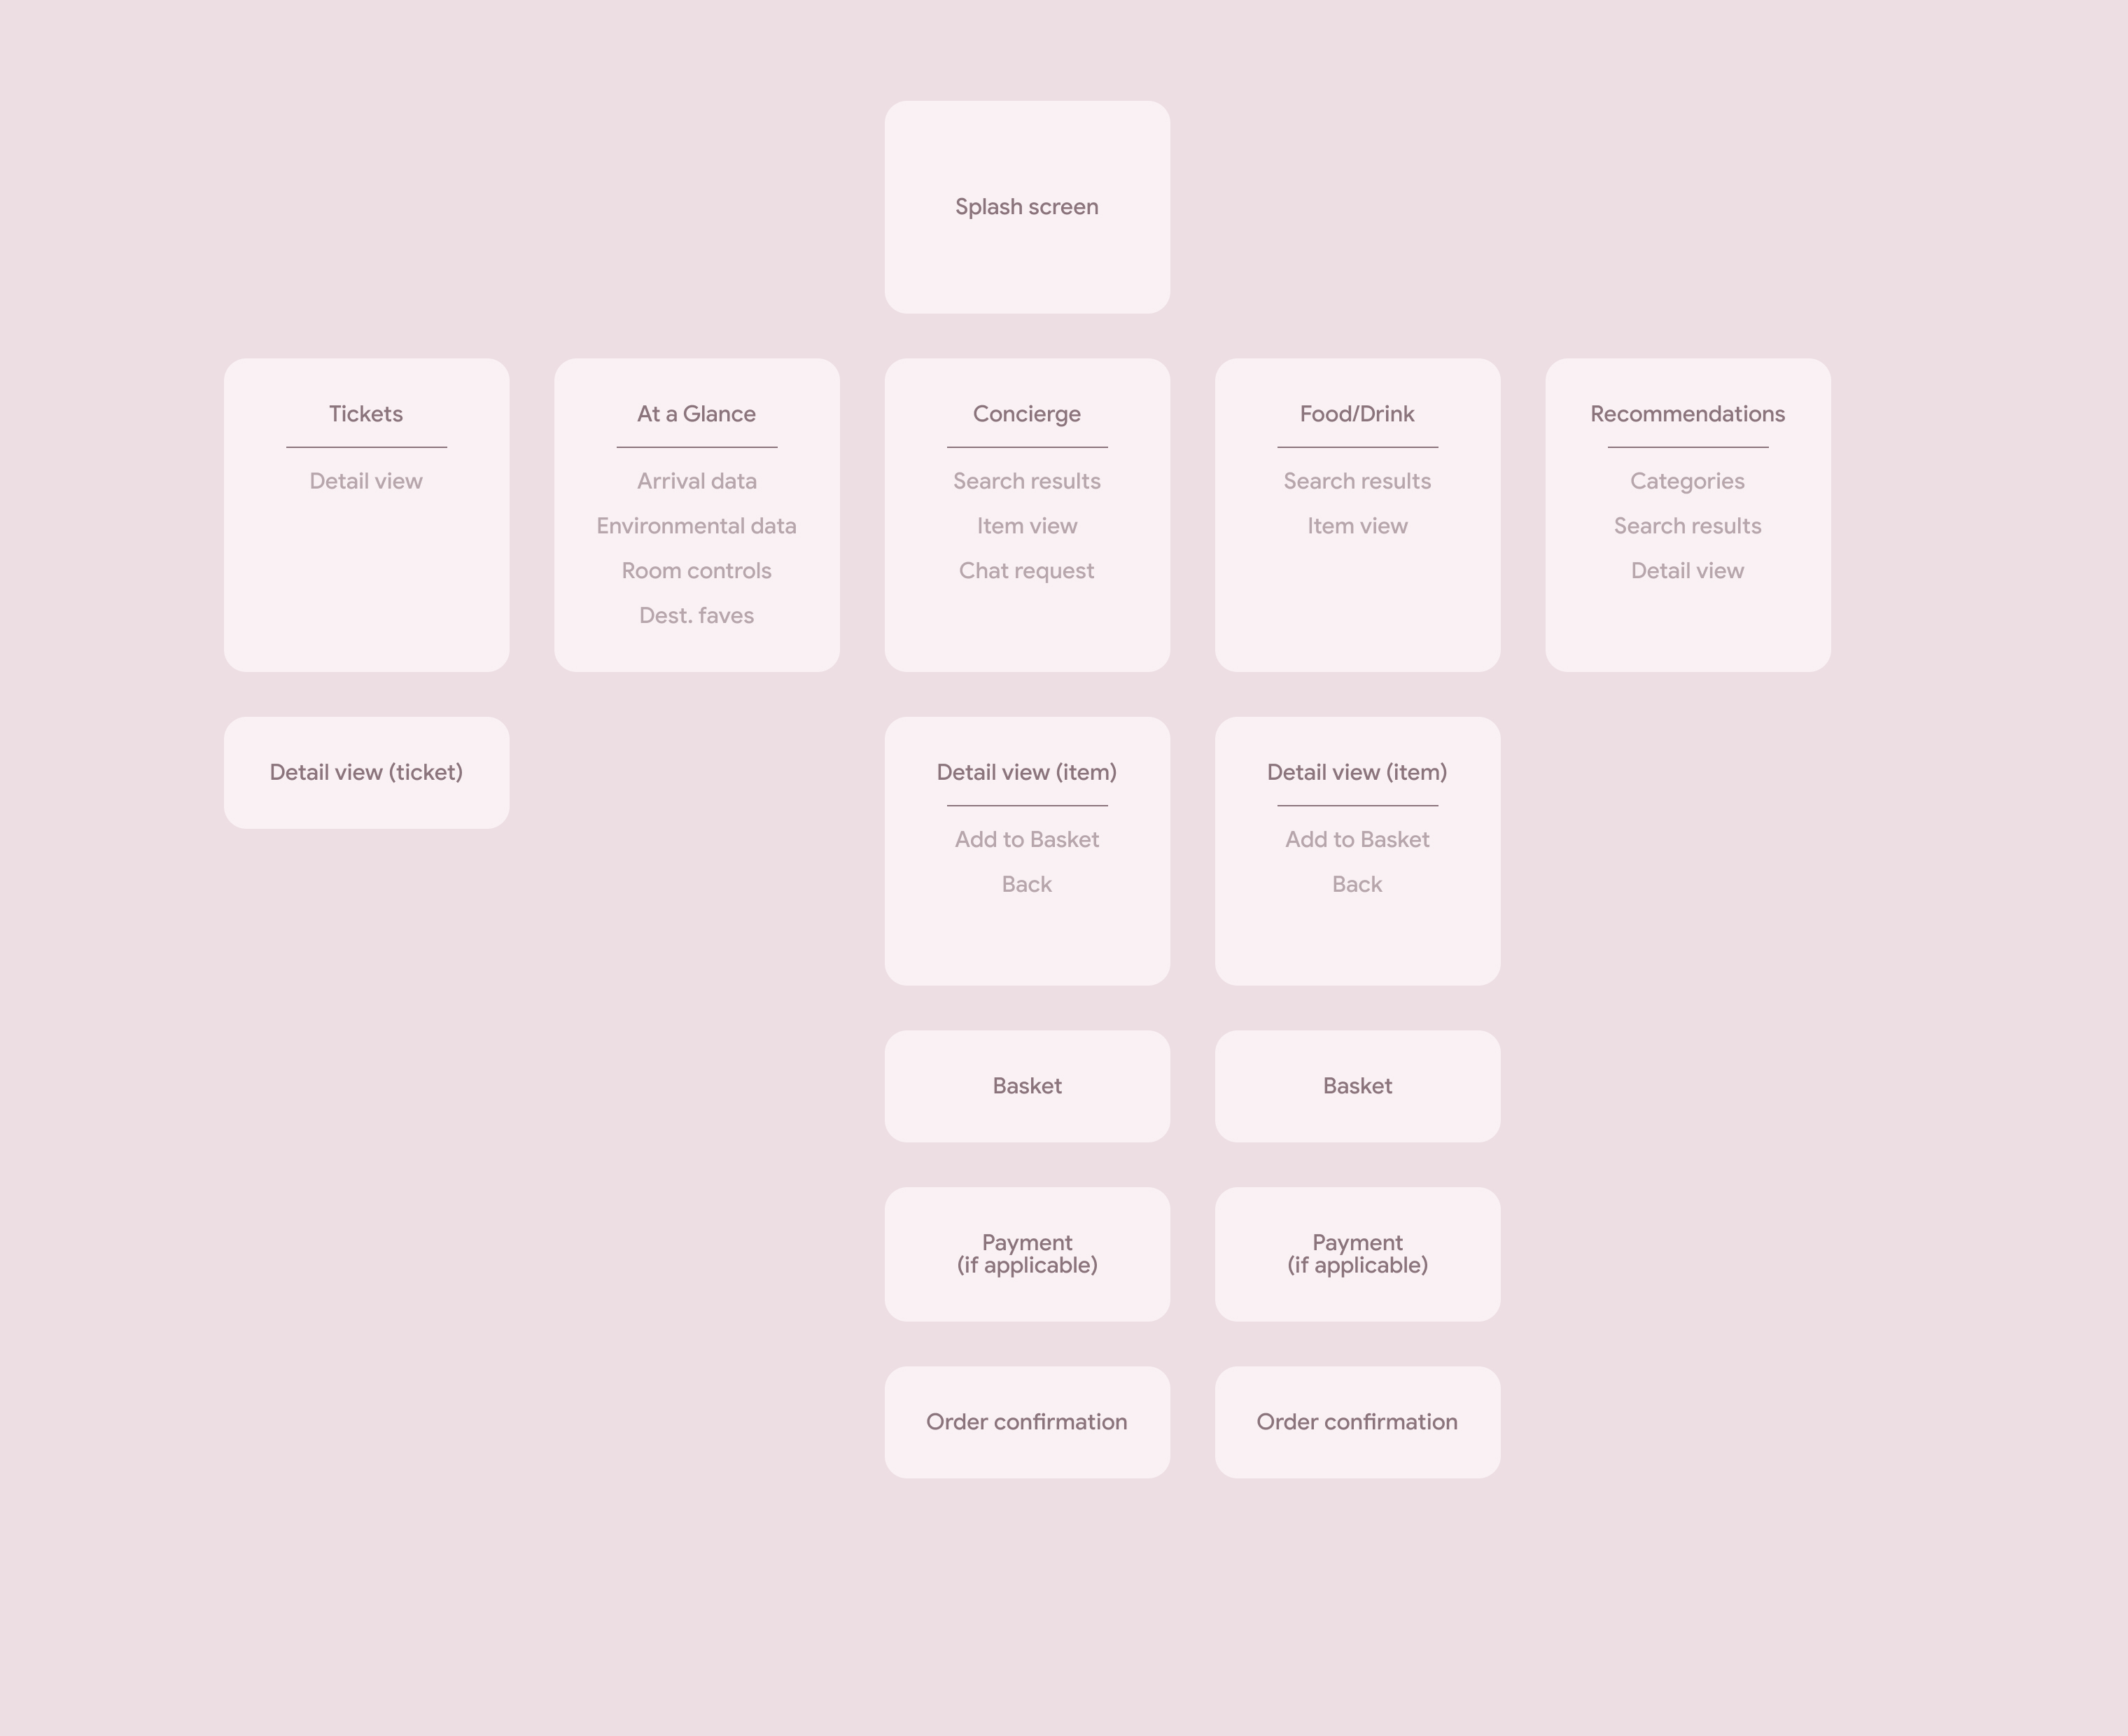 Splash screen
Tickets
Detail view
At a Glance
Arrival data
Environmental data
Room controls
Dest. faves
Concierge
Search results
Item view
Chat request
Food/Drink
Search results
Item view
Recommendations
Categories
Search results
Detail view
Detail view (ticket)
Detail view (item)
Add to Basket
Back
Detail view (item)
Add to Basket
Back
Basket
Basket
Payment
(if applicable)
Payment
(if applicable)
Order confirmation
Order confirmation